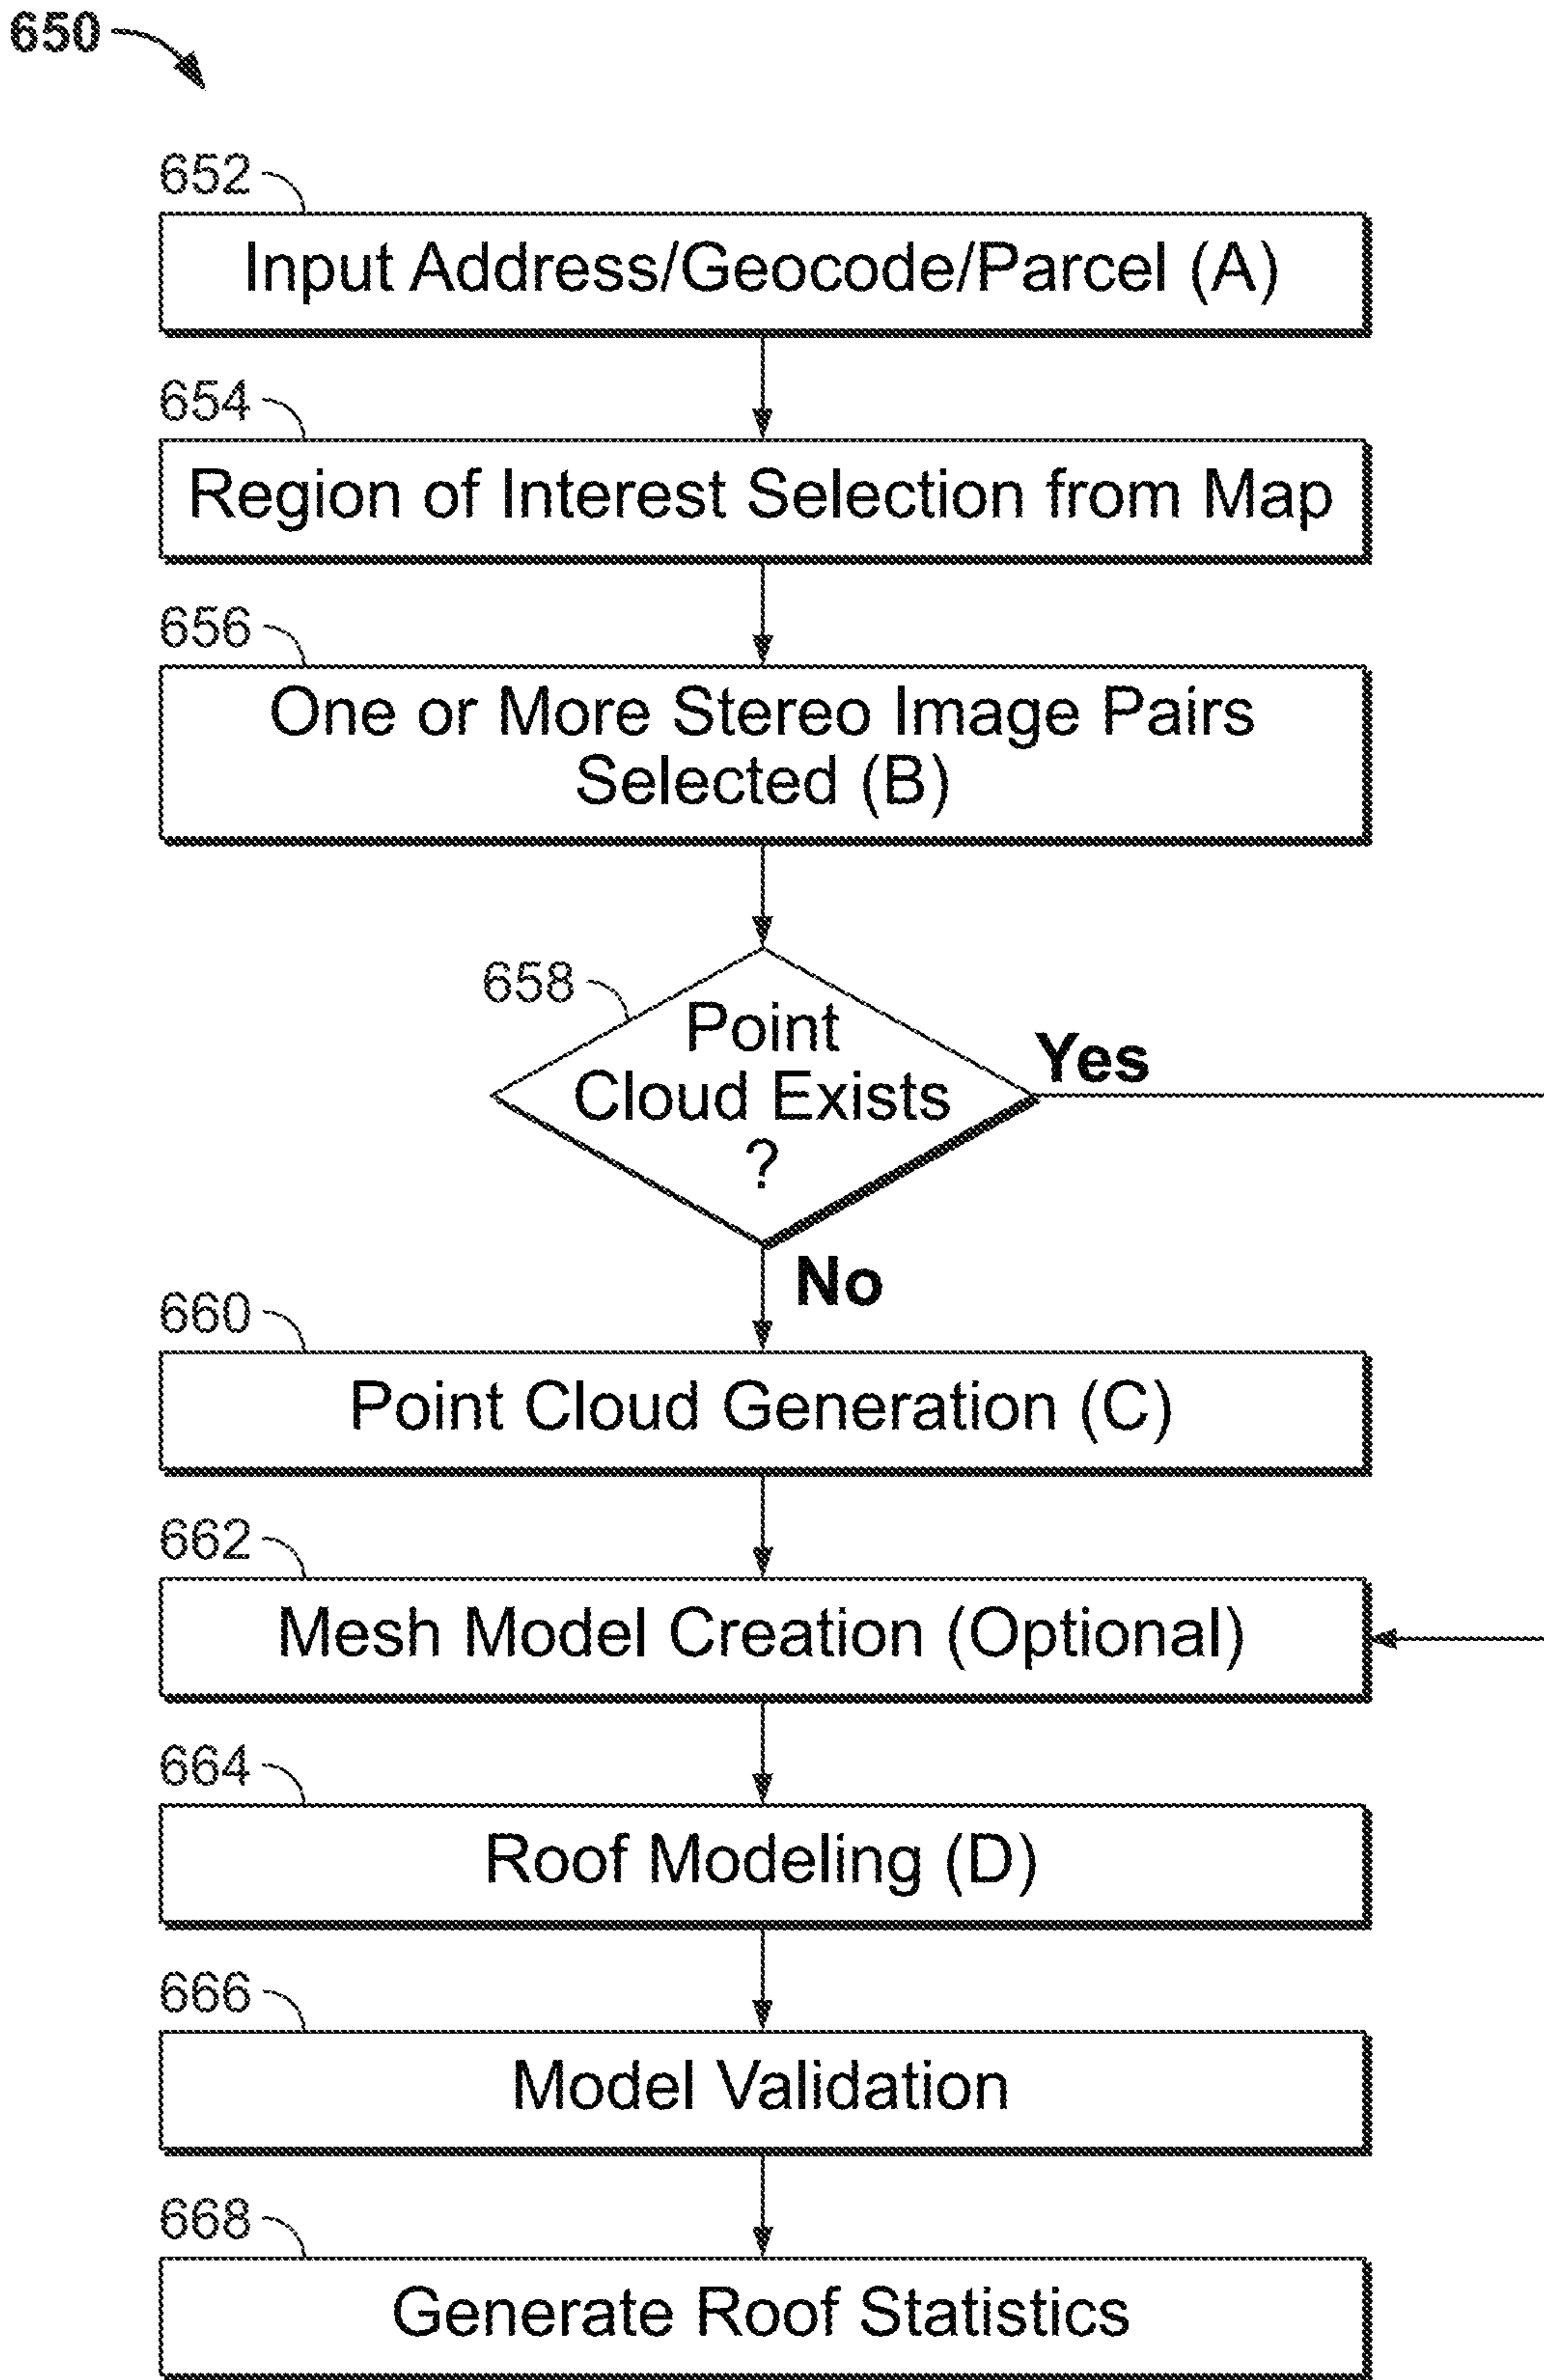 650
652
Input Address/Geocode/Parcel (A)
654
Region of Interest Selection from Map
656
One or More Stereo Image Pairs
Selected (B)
658
Point
Cloud Exists
?
Yes
No
660
Point Cloud Generation (C)
662
Mesh Model Creation (Optional)
664
Roof Modeling (D)
666
Model Validation
668
Generate Roof Statistics